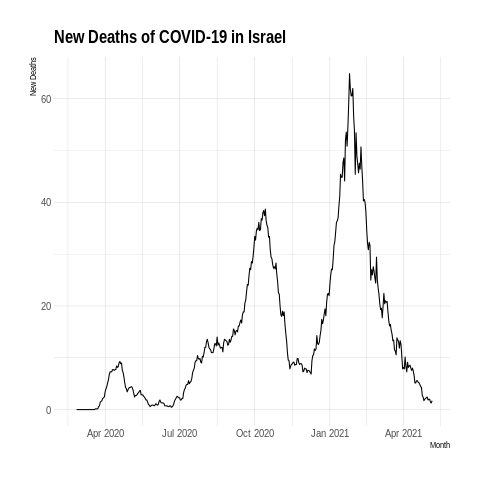 New Deaths of COVID-19 in Israel
New Deaths
60
40
20
0
Apr 2020
Jul 2020
Oct 2020
Jan 2021
Apr 2021
Month